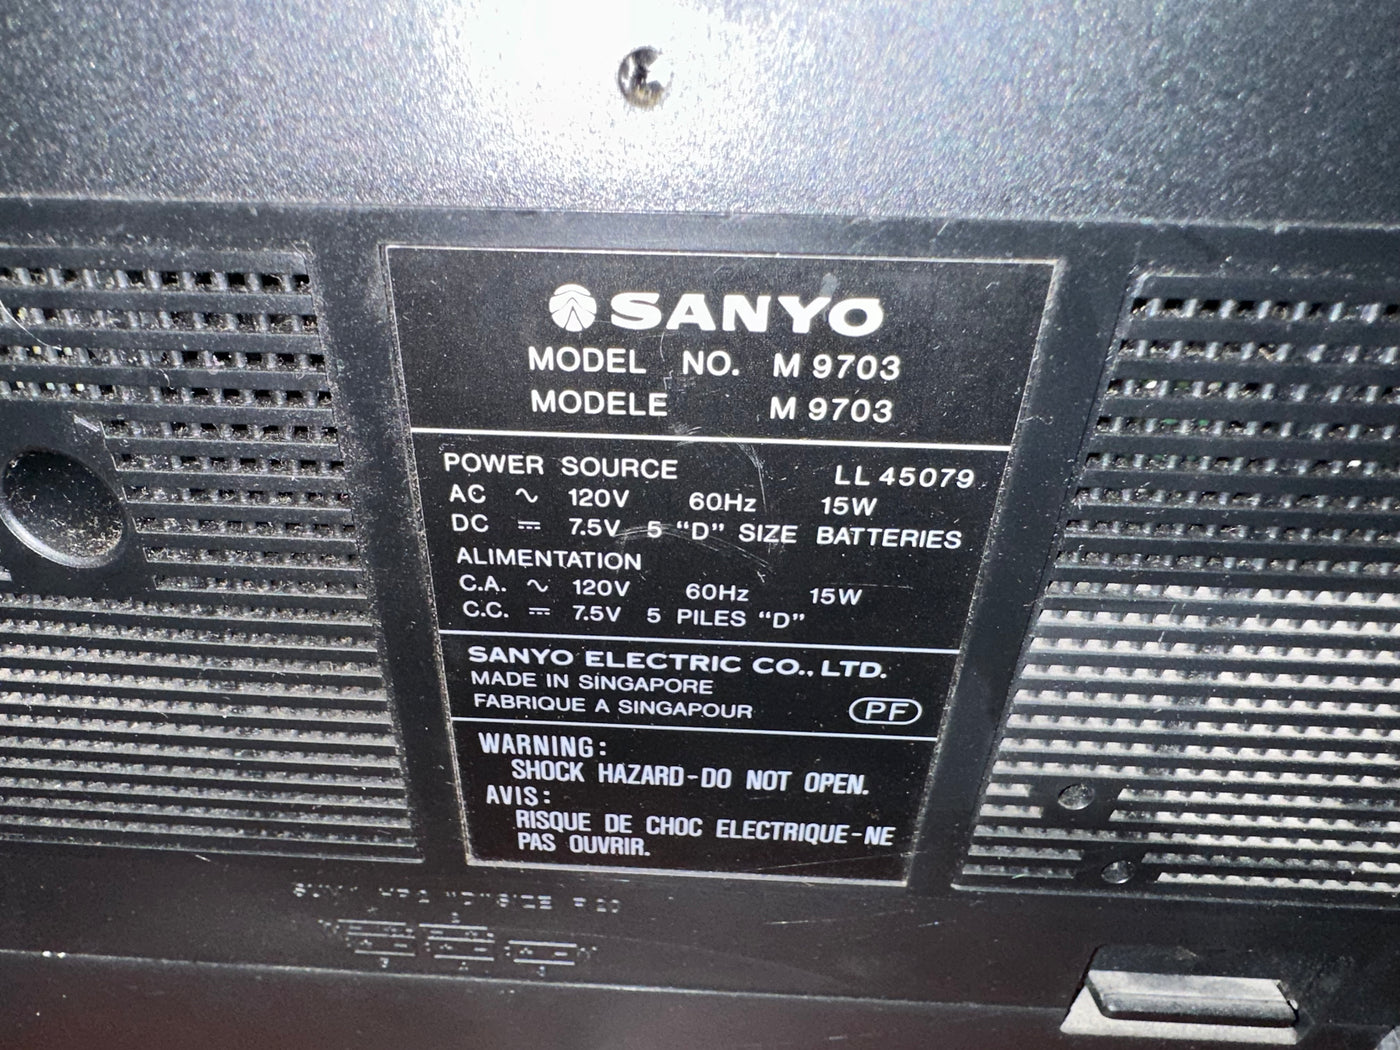 SANYO
MODEL NO. M 9703
MODELE M 9703
POWER SOURCE LL 45079
AC ~ 120V 60Hz 15W
DC ⎓ 7.5V 5 "D" SIZE BATTERIES
ALIMENTATION
C.A. ~ 120V 60Hz 15W
C.C. ⎓ 7.5V 5 PILES "D"
SANYO ELECTRIC CO., LTD.
MADE IN SINGAPORE
FABRIQUE A SINGAPOUR PF
WARNING:
SHOCK HAZARD-DO NOT OPEN.
AVIS:
RISQUE DE CHOC ELECTRIQUE-NE
PAS OUVRIR.
"D" SIZE R20